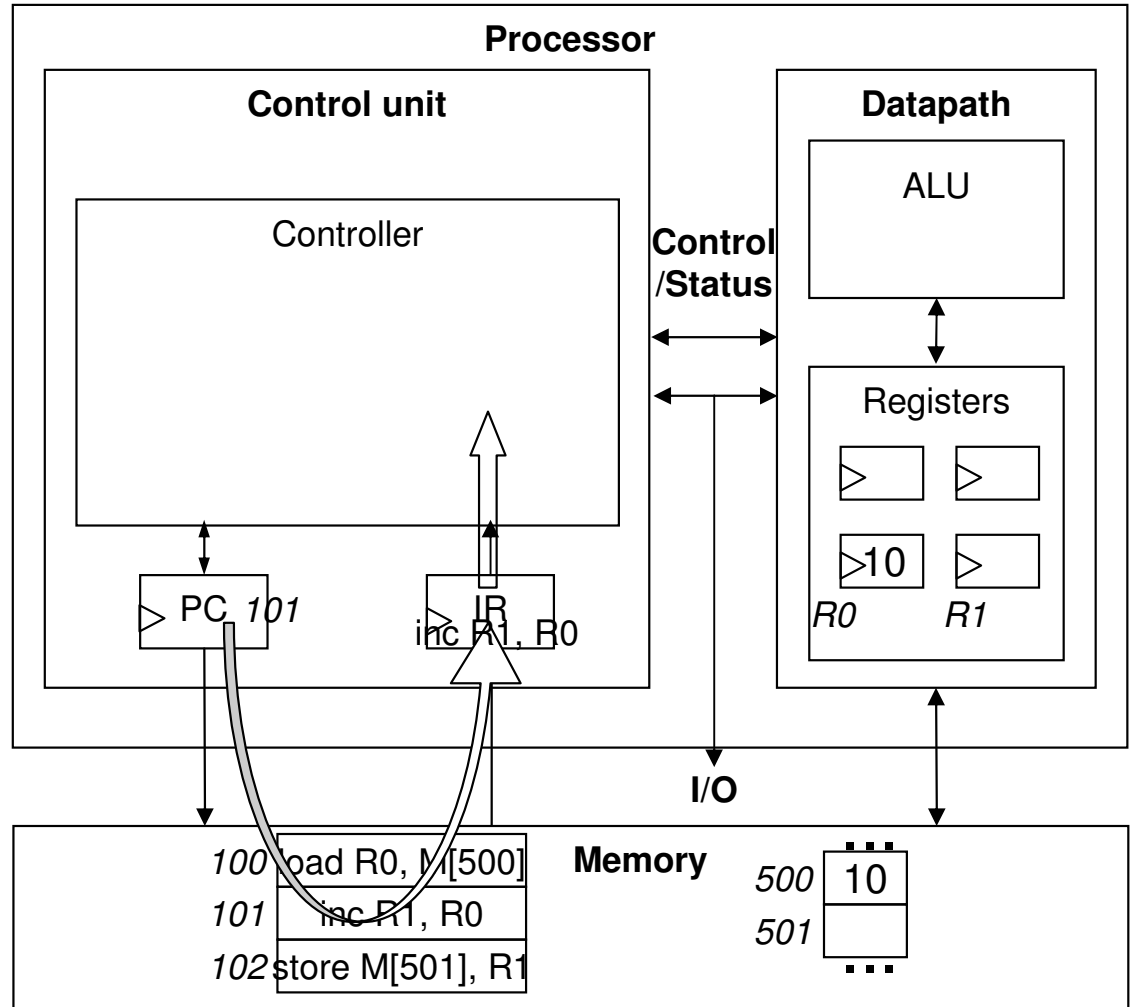 Processor
Control unit
Datapath
ALU
Controller
Control
/Status
Registers
10
R0
R1
PC 101
IR
inc R1, R0
I/O
Memory
100 load R0, M[500]
101 inc R1, R0
102 store M[501], R1
500 10
501